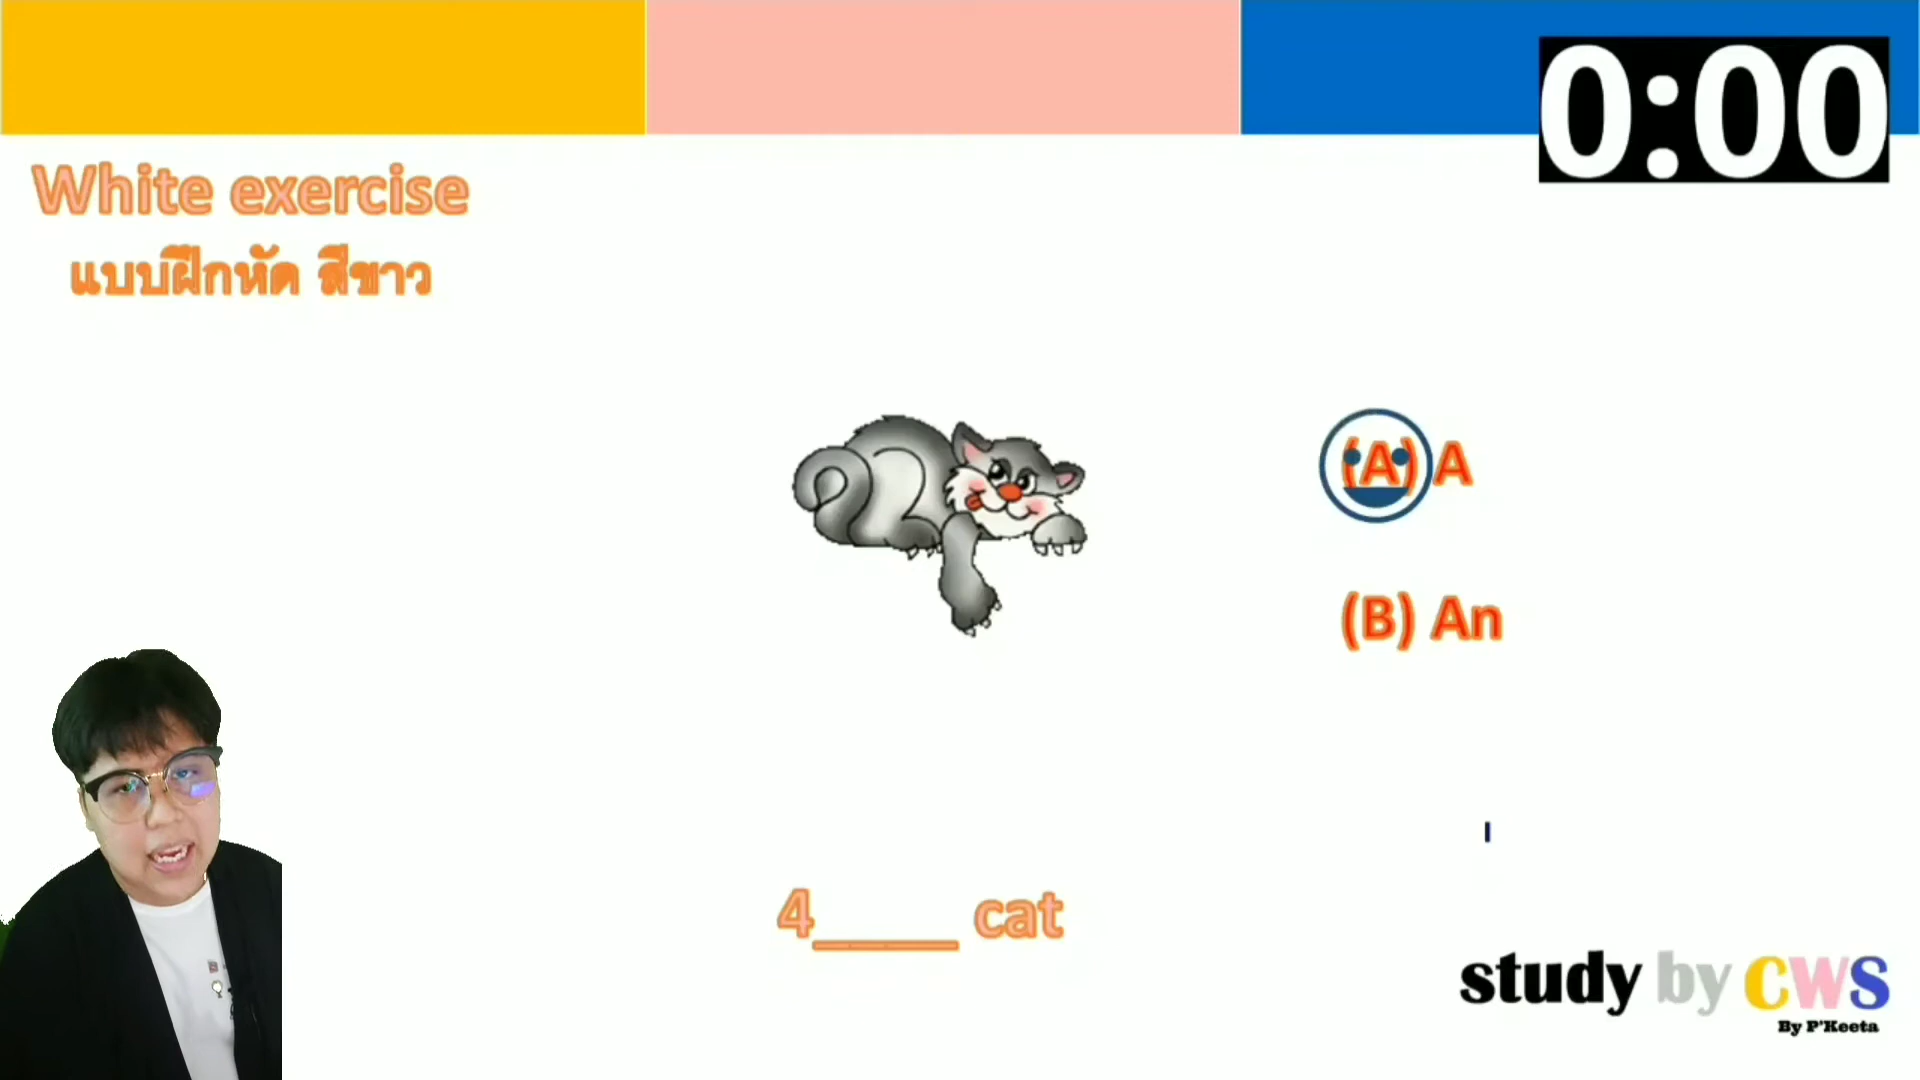 0:00
White exercise
แบบฝึกหัด สีขาว
(A) A
(B) An
4_____ cat
study by CWS
By P'Keeta